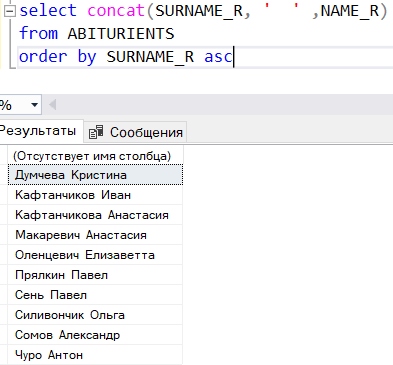 select concat(SURNAME_R, '  ' ,NAME_R)
from ABITURIENTS
order by SURNAME_R asc
%
Результаты Сообщения
(Отсутствует имя столбца)
Думчева Кристина
Кафтанчиков Иван
Кафтанчикова Анастасия
Макаревич Анастасия
Оленцевич Елизаветта
Прялкин Павел
Сень Павел
Силивончик Ольга
Сомов Александр
Чуро Антон